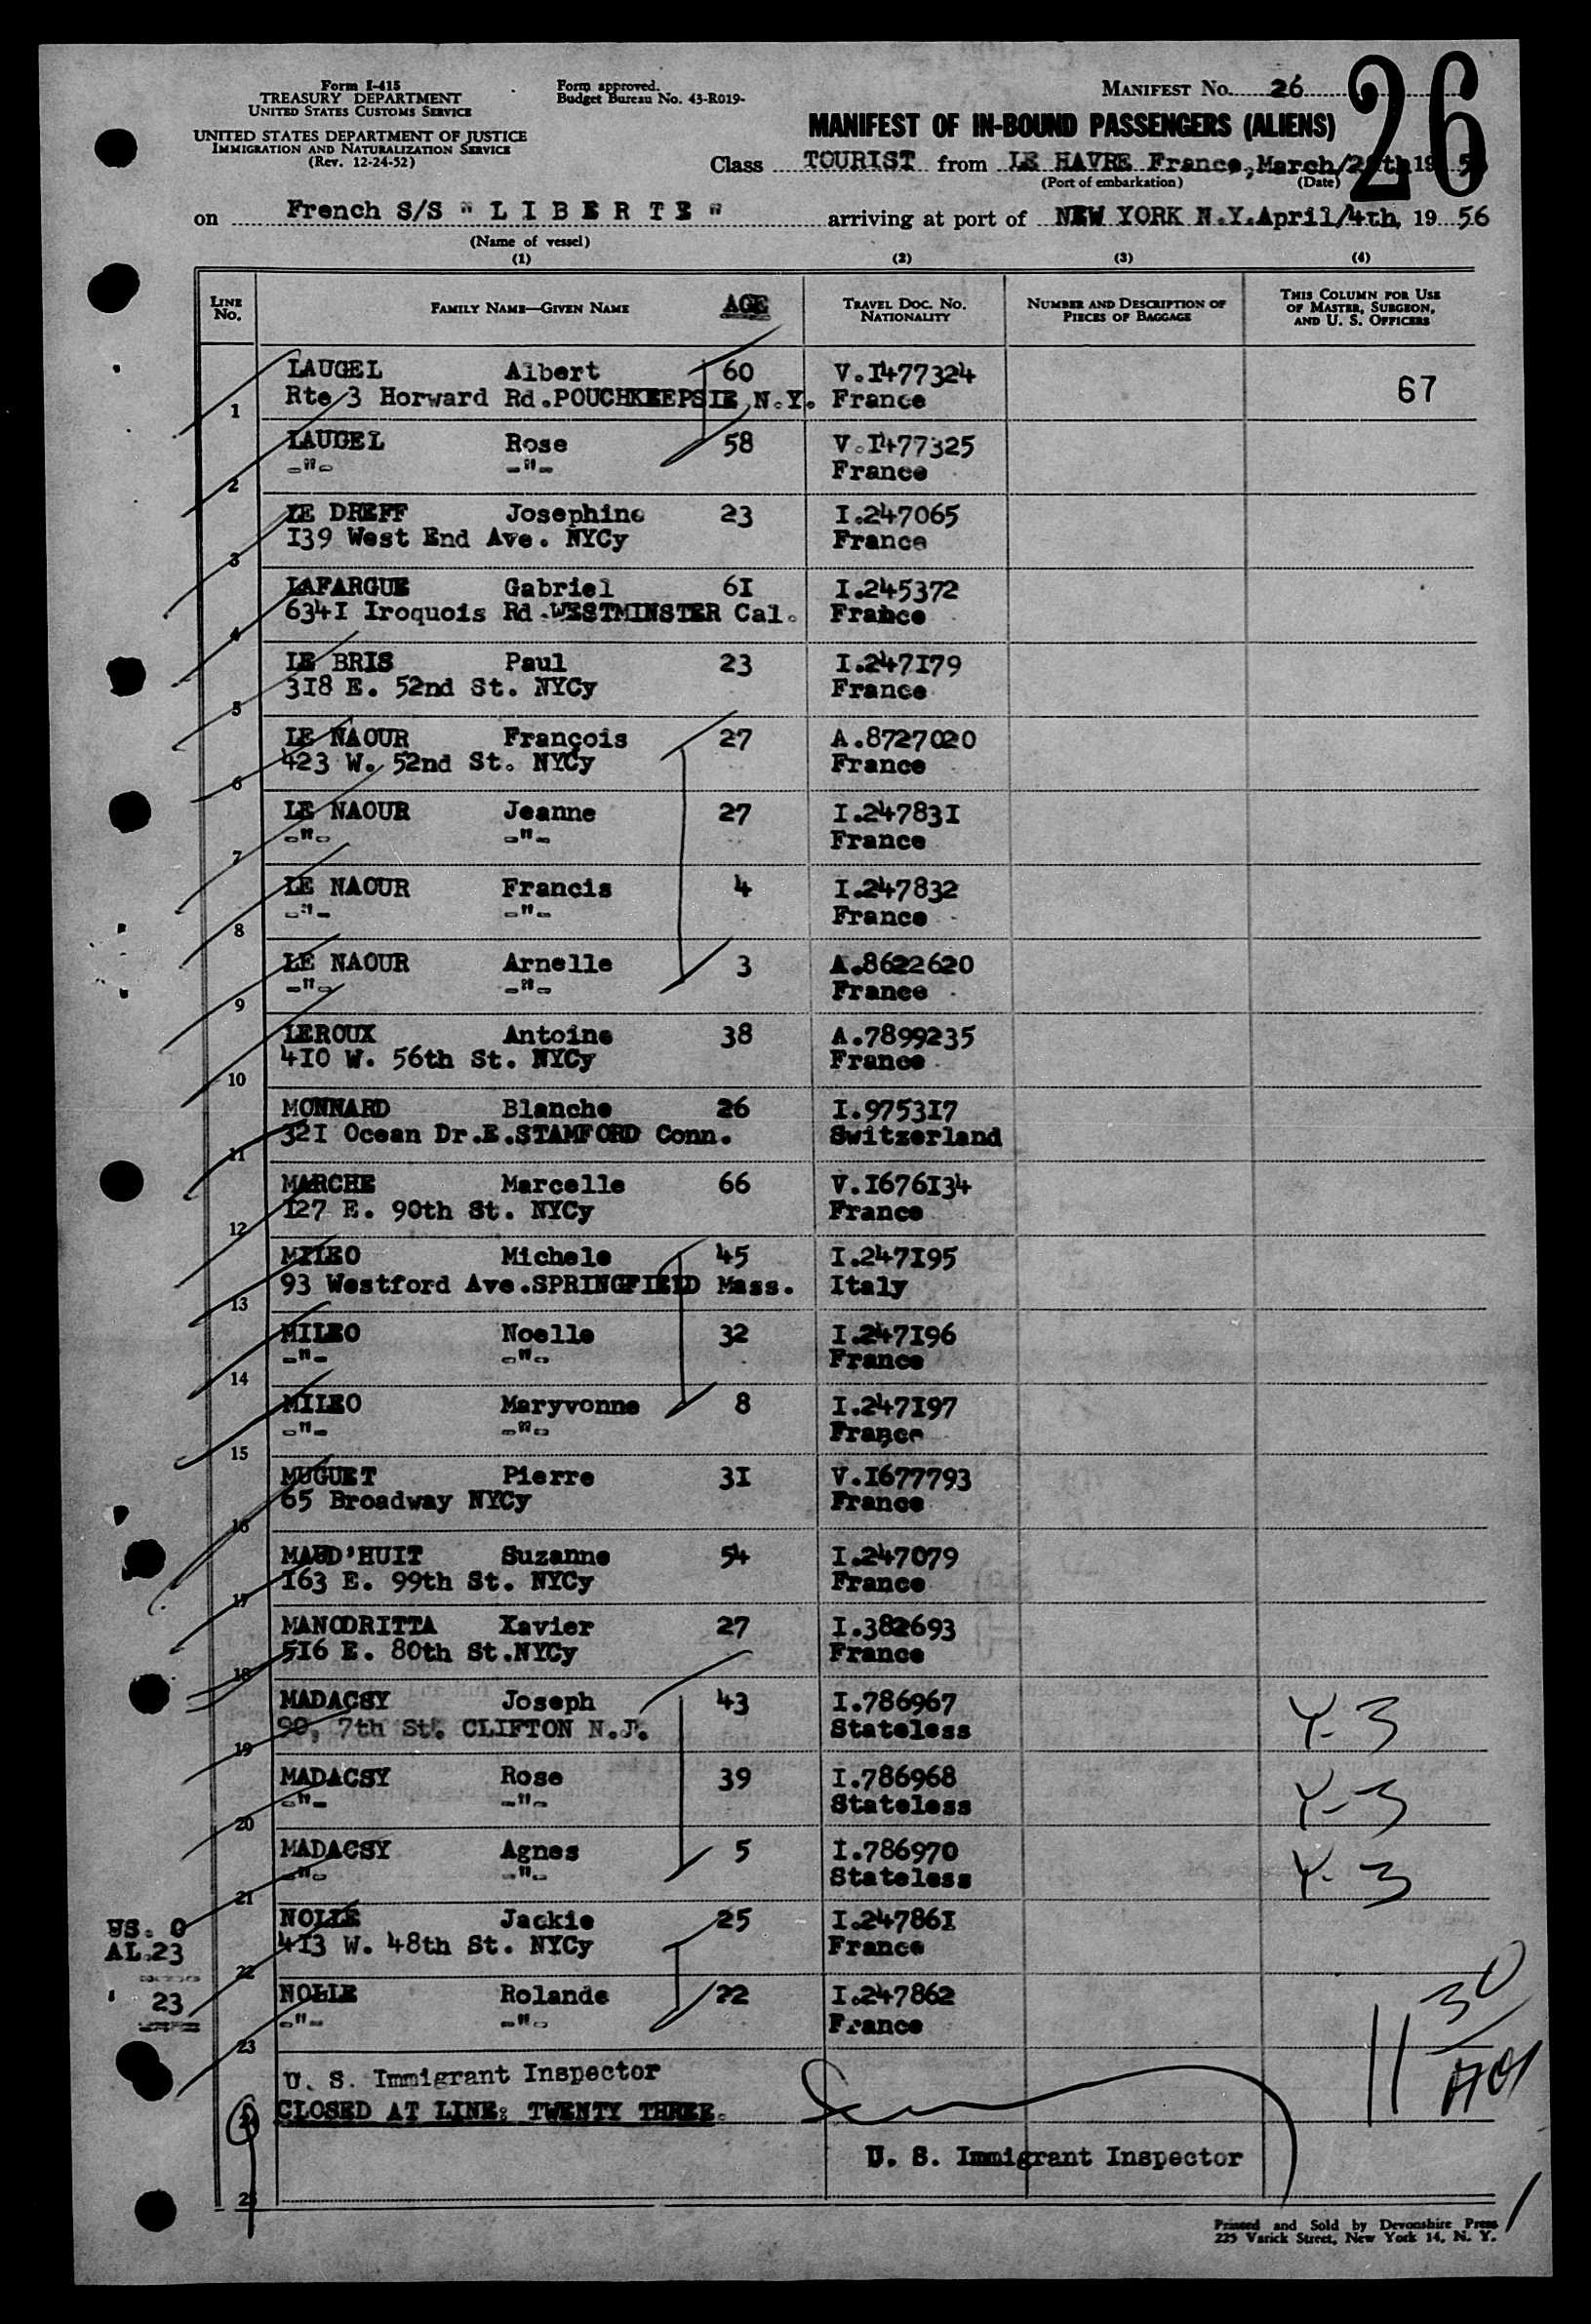 Form I-415
TREASURY DEPARTMENT
UNITED STATES CUSTOMS SERVICE
UNITED STATES DEPARTMENT OF JUSTICE
IMMIGRATION AND NATURALIZATION SERVICE
(Rev. 12-24-52)
Form approved.
Budget Bureau No. 43-R019-
MANIFEST No. 26
26
MANIFEST OF IN-BOUND PASSENGERS (ALIENS)
Class TOURIST from LE HAVRE France, March/ 19
(Port of embarkation) (Date)
on French S/S " L I B E R T E " arriving at port of NEW YORK N.Y. April/4th, 19 56
(Name of vessel)
(1) (2) (3) (4)
LINE No. FAMILY NAME—GIVEN NAME AGE TRAVEL DOC. NO. NATIONALITY NUMBER AND DESCRIPTION OF PIECES OF BAGGAGE THIS COLUMN FOR USE OF MASTER, SURGEON, AND U. S. OFFICERS
LAUGEL Albert 60 V.I477324 67
1 Rte 3 Horward Rd.POUCHKEEPSIE N.Y. France
LAUGEL Rose 58 V.I477325
2 -"- -"- France
LE DREFF Josephine 23 I.247065
3 I39 West End Ave. NYCy France
LAFARGUE Gabriel 6I I.245372
4 634I Iroquois Rd.WESTMINSTER Cal. France
LE BRIS Paul 23 I.247I79
5 3I8 E. 52nd St. NYCy France
LE NAOUR François 27 A.8727020
6 423 W. 52nd St. NYCy France
LE NAOUR Jeanne 27 I.24783I
7 -"- -"- France
LE NAOUR Francis 4 I.247832
8 -"- -"- France
LE NAOUR Arnelle 3 A.8622620
9 -"- -"- France
LEROUX Antoine 38 A.7899235
10 4I0 W. 56th St. NYCy France
MONNARD Blanche 26 I.9753I7
11 32I Ocean Dr.E.STAMFORD Conn. Switzerland
MARCHE Marcelle 66 V.I676I34
12 I27 E. 90th St. NYCy France
MILEO Michele 45 I.247I95
13 93 Westford Ave.SPRINGFIELD Mass. Italy
MILEO Noelle 32 I.247I96
14 -"- -"- France
MILEO Maryvonne 8 I.247I97
15 -"- -"- France
MUGUET Pierre 3I V.I677793
16 65 Broadway NYCy France
MAUD'HUIT Suzanne 54 I.247079
17 I63 E. 99th St. NYCy France
MANODRITTA Xavier 27 I.382693
18 5I6 E. 80th St.NYCy France
MADACSY Joseph 43 I.786967 Y-3
19 90, 7th St. CLIFTON N.J. Stateless
MADACSY Rose 39 I.786968 Y-3
20 -"- -"- Stateless
MADACSY Agnes 5 I.786970 Y-3
21 -"- -"- Stateless
US. 0
AL.23
23
NOLLE Jackie 25 I.24786I
22 4I3 W. 48th St. NYCy France
NOLLE Rolande 22 I.247862
23 -"- -"- France
11 30
U. S. Immigrant Inspector
CLOSED AT LINE: TWENTY THREE.
U. S. Immigrant Inspector
Printed and Sold by Devonshire Press
225 Varick Street, New York 14, N. Y.